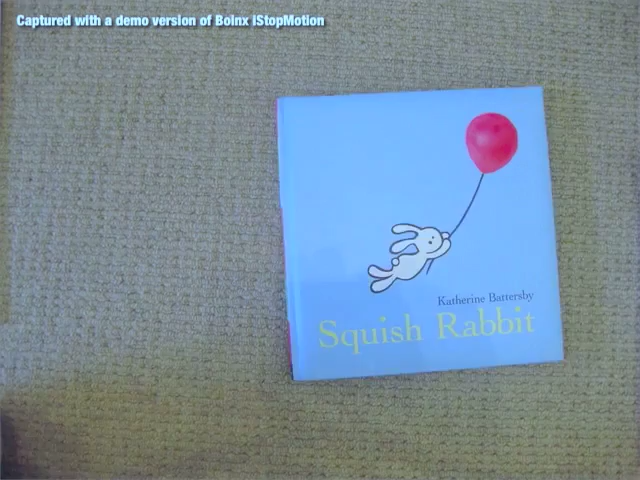 Captured with a demo version of Boinx iStopMotion
Katherine Battersby
Squish Rabbit